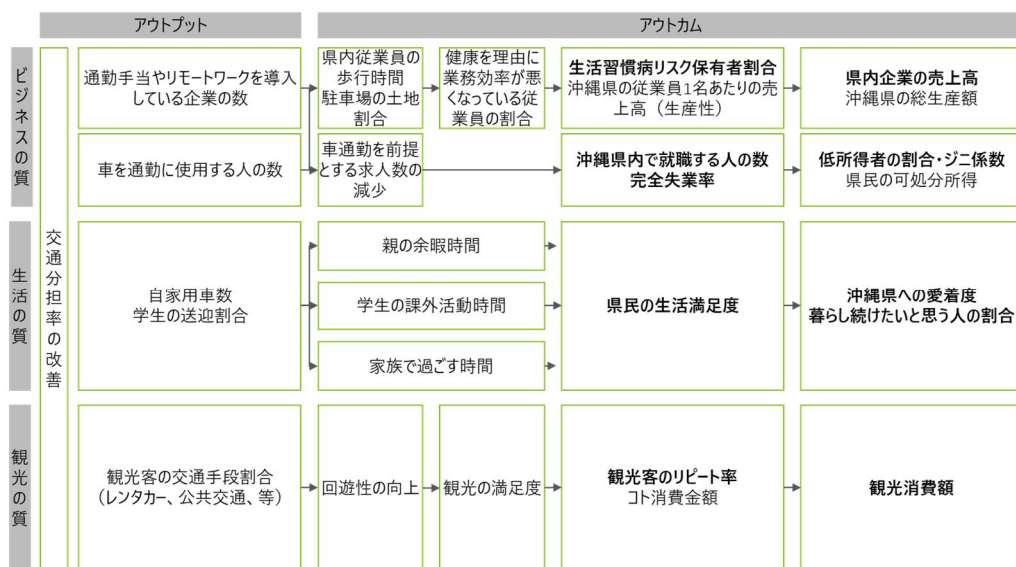 アウトプット
アウトカム
ビジネスの質
交通分担率の改善
通勤手当やリモートワークを導入
している企業の数
県内従業員の
歩行時間
駐車場の土地
割合
健康を理由に
業務効率が悪
くなっている従
業員の割合
生活習慣病リスク保有者割合
沖縄県の従業員1名あたりの売
上高（生産性）
県内企業の売上高
沖縄県の総生産額
車を通勤に使用する人の数
車通勤を前提
とする求人数の
減少
沖縄県内で就職する人の数
完全失業率
低所得者の割合・ジニ係数
県民の可処分所得
生活の質
自家用車数
学生の送迎割合
親の余暇時間
学生の課外活動時間
家族で過ごす時間
県民の生活満足度
沖縄県への愛着度
暮らし続けたいと思う人の割合
観光の質
観光客の交通手段割合
（レンタカー、公共交通、等）
回遊性の向上
観光の満足度
観光客のリピート率
コト消費金額
観光消費額